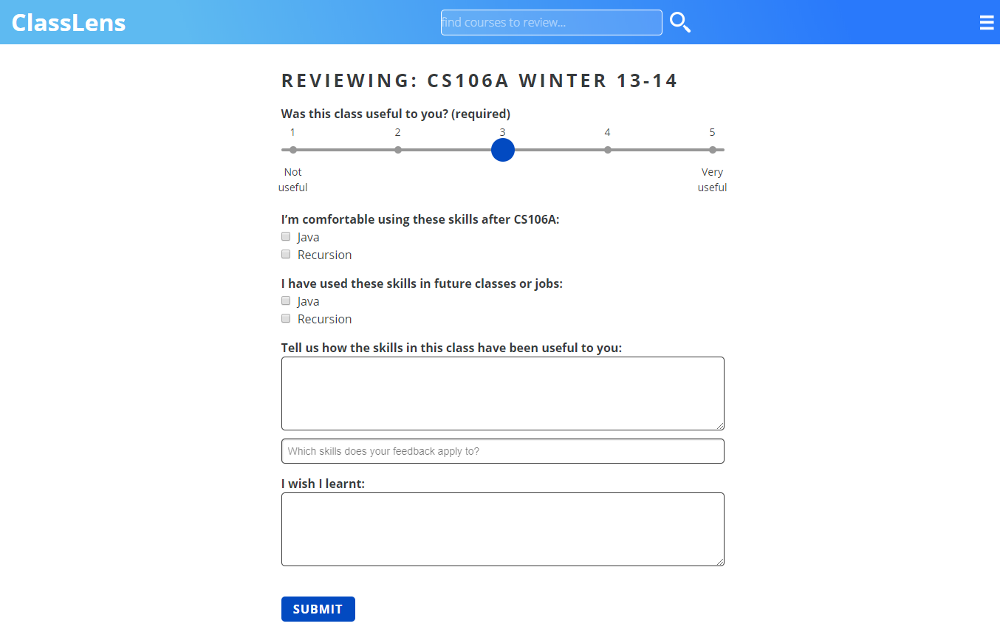 ClassLens
find courses to review...
REVIEWING: CS106A WINTER 13-14
Was this class useful to you? (required)
1 2 3 4 5
Not useful
Very useful
I’m comfortable using these skills after CS106A:
Java
Recursion
I have used these skills in future classes or jobs:
Java
Recursion
Tell us how the skills in this class have been useful to you:
Which skills does your feedback apply to?
I wish I learnt:
SUBMIT